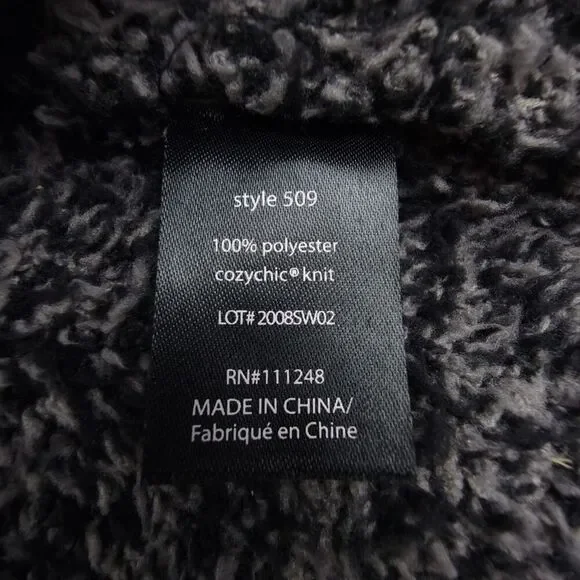 style 509
100% polyester
cozychic® knit
LOT# 2008SW02
RN#111248
MADE IN CHINA/
Fabriqué en Chine